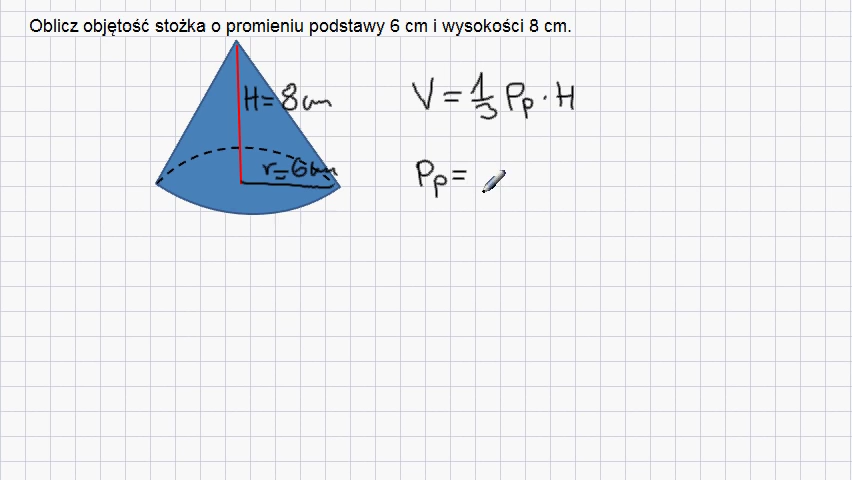 Oblicz objętość stożka o promieniu podstawy 6 cm i wysokości 8 cm.
H=8cm
V=1/3 Pp·H
r=6cm
Pp=